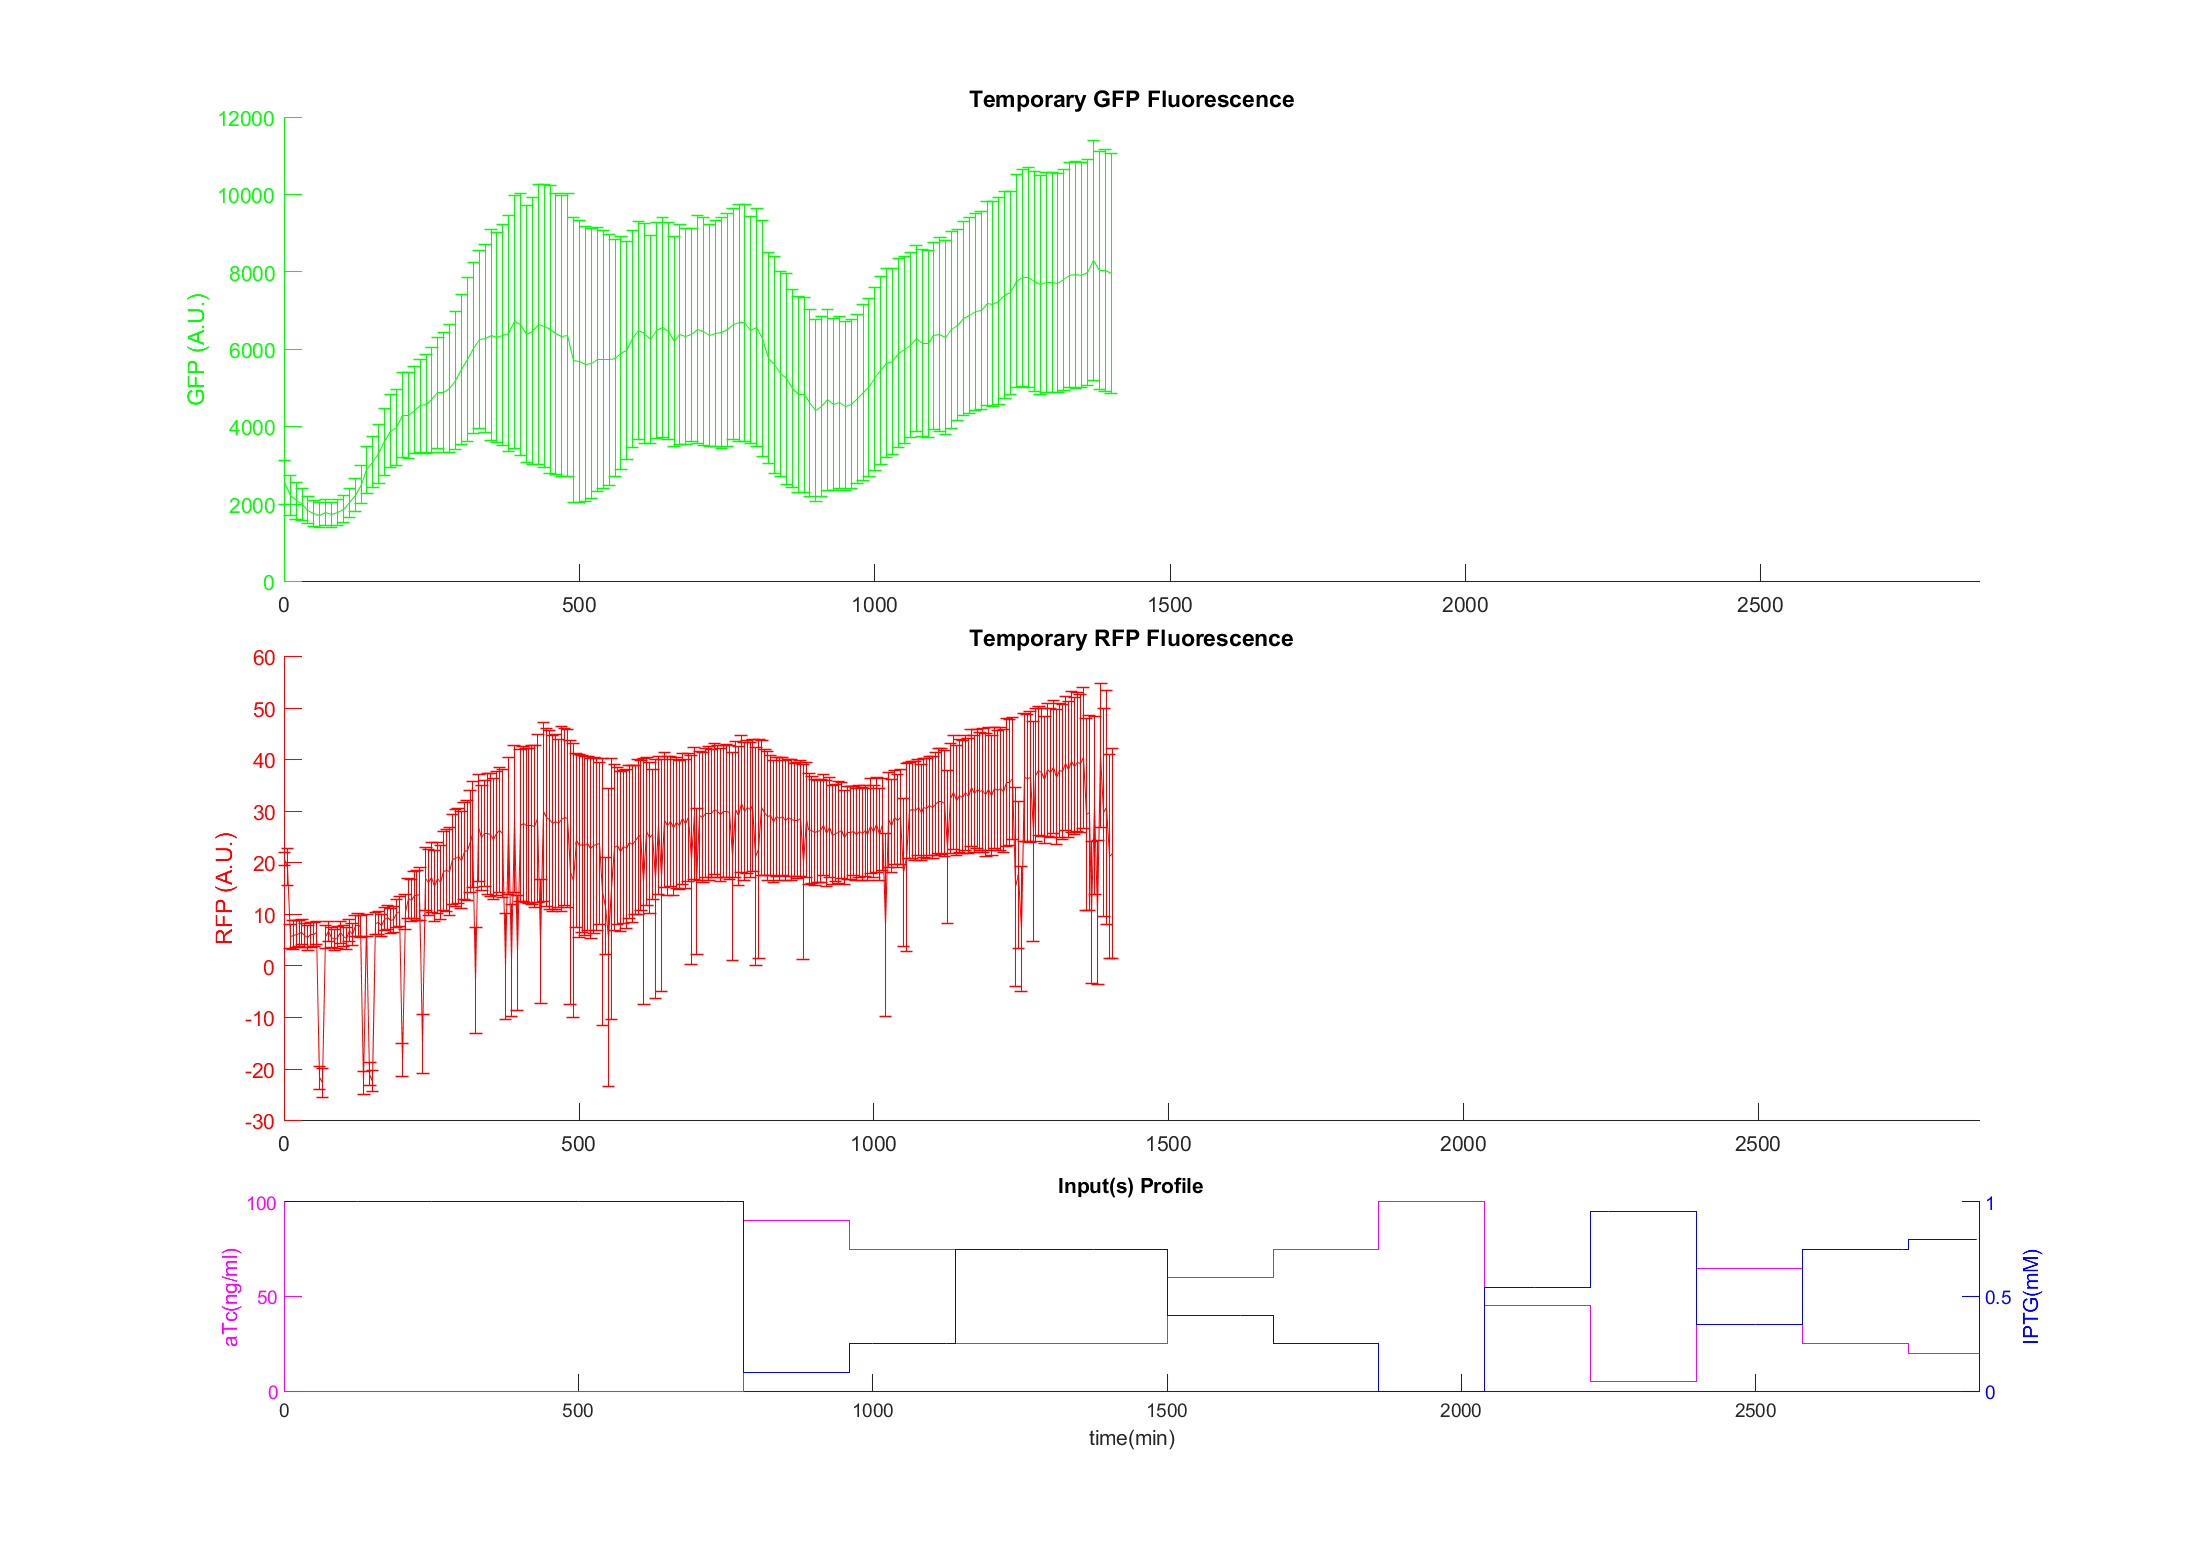 Temporary GFP Fluorescence
12000
10000
8000
6000
4000
2000
0
GFP (A.U.)
0 500 1000 1500 2000 2500
Temporary RFP Fluorescence
60
50
40
30
20
10
0
-10
-20
-30
RFP (A.U.)
0 500 1000 1500 2000 2500
Input(s) Profile
100
50
0
aTc(ng/ml)
1
0.5
0
IPTG(mM)
0 500 1000 1500 2000 2500
time(min)